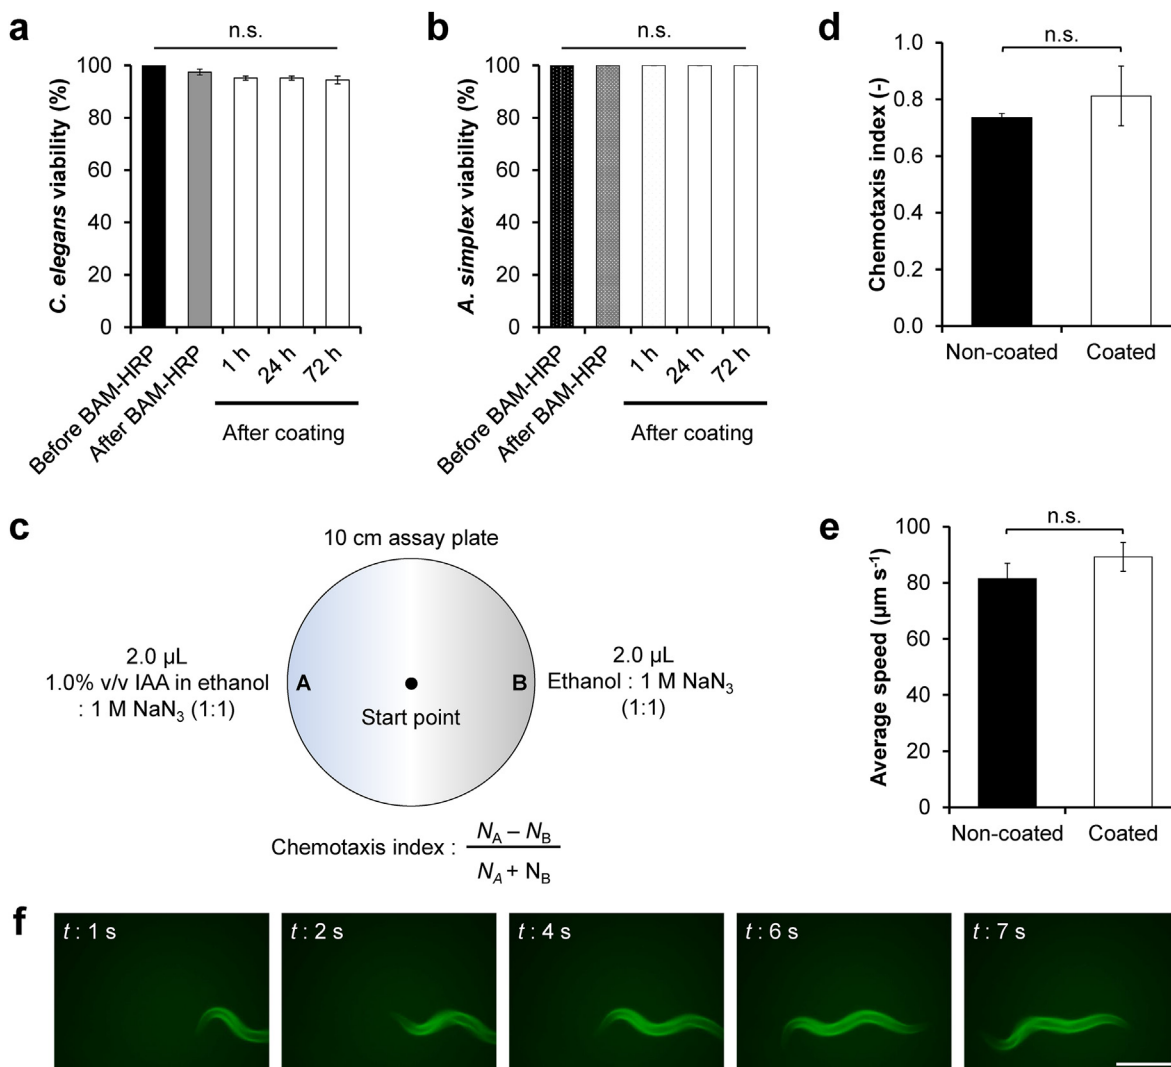 a
n.s.
C. elegans viability (%)
100
80
60
40
20
0
Before BAM-HRP
After BAM-HRP
1 h
24 h
72 h
After coating
b
n.s.
A. simplex viability (%)
100
80
60
40
20
0
Before BAM-HRP
After BAM-HRP
1 h
24 h
72 h
After coating
d
n.s.
Chemotaxis index (-)
1.0
0.8
0.6
0.4
0.2
0.0
Non-coated
Coated
c
10 cm assay plate
2.0 µL
1.0% v/v IAA in ethanol
: 1 M NaN₃ (1:1)
A
Start point
B
2.0 µL
Ethanol : 1 M NaN₃
(1:1)
Chemotaxis index :
N_A – N_B
N_A + N_B
e
n.s.
Average speed (µm s⁻¹)
100
80
60
40
20
0
Non-coated
Coated
f
t : 1 s
t : 2 s
t : 4 s
t : 6 s
t : 7 s